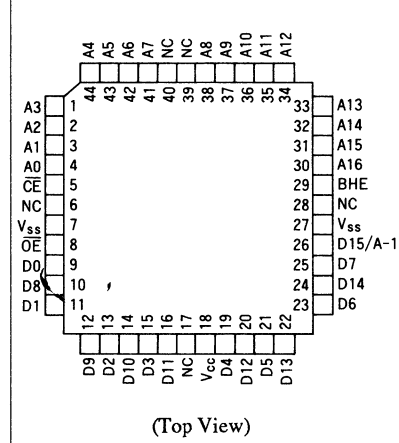 A4 A5 A6 A7 NC NC A8 A9 A10 A11 A12
44 43 42 41 40 39 38 37 36 35 34
A3 1 33 A13
A2 2 32 A14
A1 3 31 A15
A0 4 30 A16
CE 5 29 BHE
NC 6 28 NC
Vss 7 27 Vss
OE 8 26 D15/A-1
D0 9 25 D7
D8 10 24 D14
D1 11 23 D6
12 13 14 15 16 17 18 19 20 21 22
D9 D2 D10 D3 D11 NC Vcc D4 D12 D5 D13
(Top View)